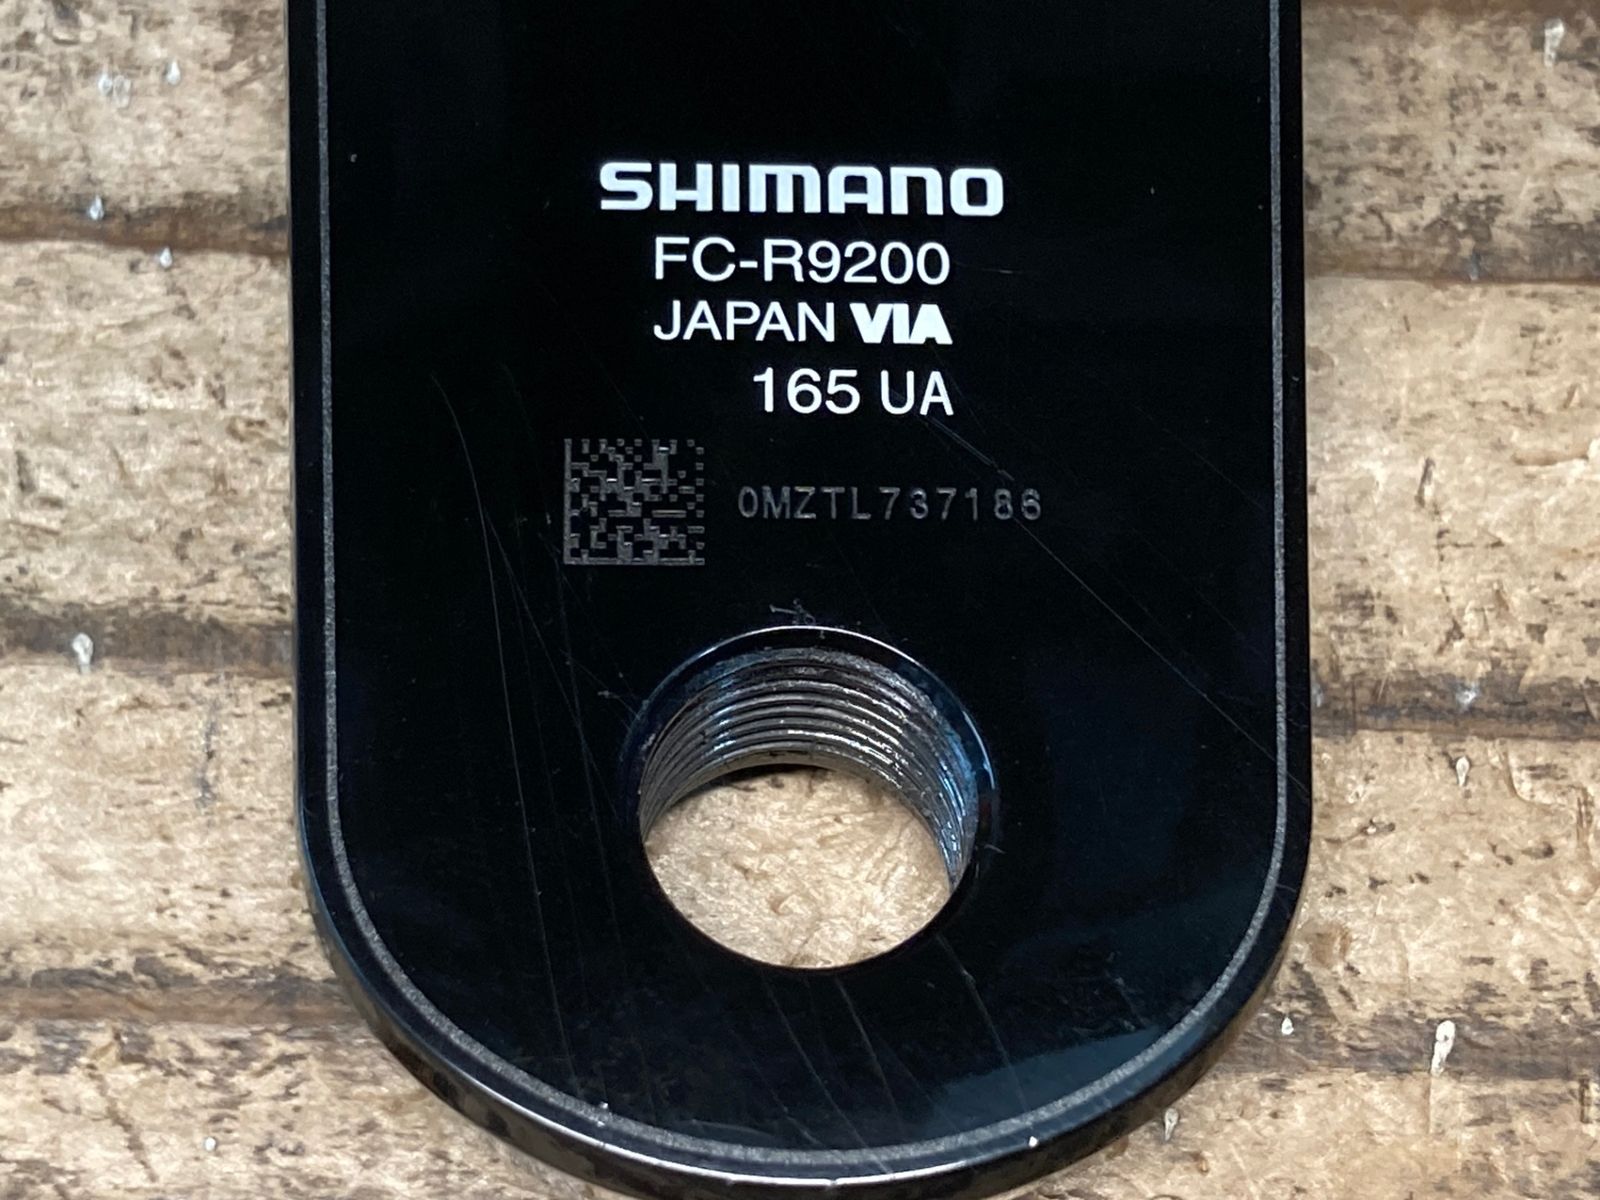 SHIMANO
FC-R9200
JAPAN VIA
165 UA
0MZTL737186